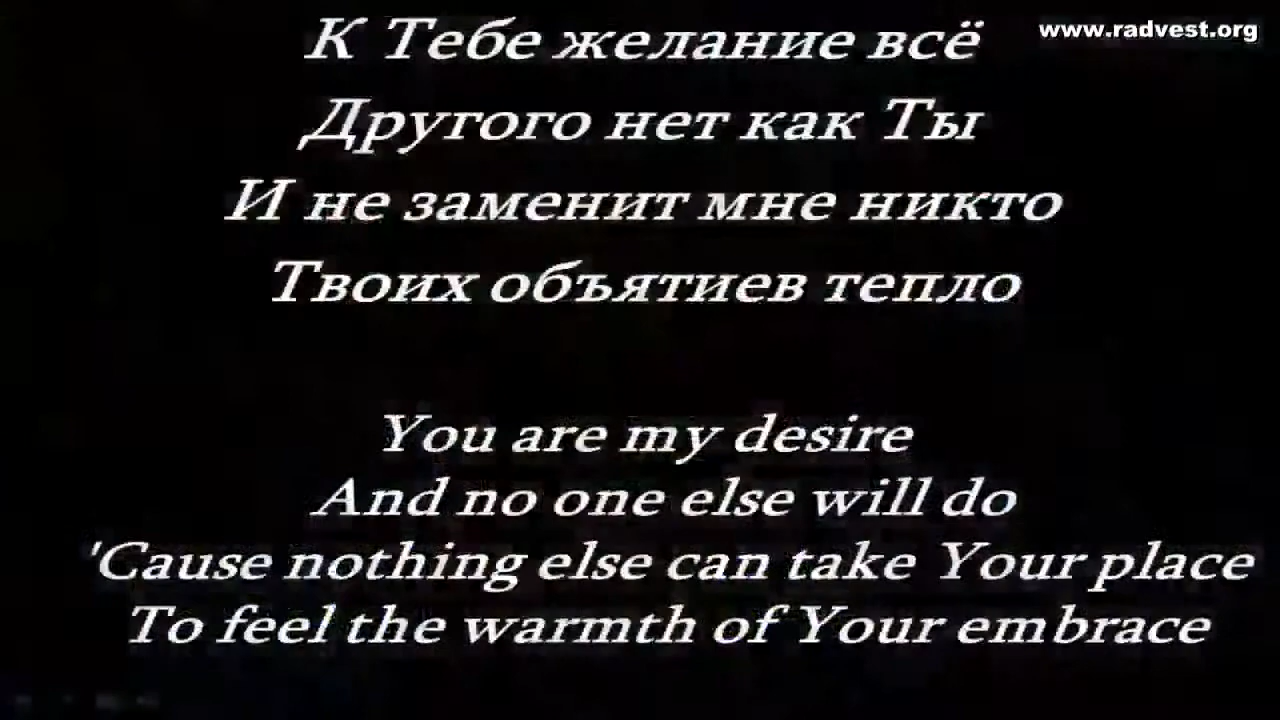 www.radvest.org
К Тебе желание всё
Другого нет как Ты
И не заменит мне никто
Твоих объятиев тепло
You are my desire
And no one else will do
'Cause nothing else can take Your place
To feel the warmth of Your embrace